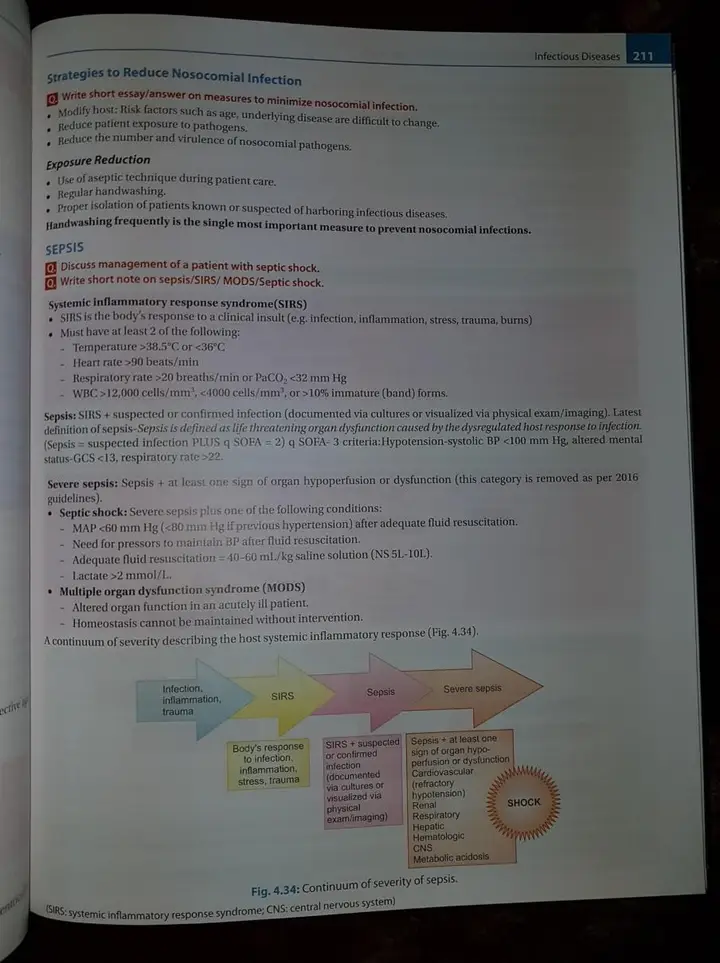 Infectious Diseases 211
Strategies to Reduce Nosocomial Infection
Q Write short essay/answer on measures to minimize nosocomial infection.
• Modify host: Risk factors such as age, underlying disease are difficult to change.
• Reduce patient exposure to pathogens.
• Reduce the number and virulence of nosocomial pathogens.
Exposure Reduction
• Use of aseptic technique during patient care.
• Regular handwashing.
• Proper isolation of patients known or suspected of harboring infectious diseases.
Handwashing frequently is the single most important measure to prevent nosocomial infections.
SEPSIS
Q Discuss management of a patient with septic shock.
Q Write short note on sepsis/SIRS/ MODS/Septic shock.
Systemic inflammatory response syndrome(SIRS)
• SIRS is the body's response to a clinical insult (e.g. infection, inflammation, stress, trauma, burns)
• Must have at least 2 of the following:
- Temperature >38.5°C or <36°C
- Heart rate >90 beats/min
- Respiratory rate >20 breaths/min or PaCO₂ <32 mm Hg
- WBC >12,000 cells/mm³, <4000 cells/mm³, or >10% immature (band) forms.
Sepsis: SIRS + suspected or confirmed infection (documented via cultures or visualized via physical exam/imaging). Latest
definition of sepsis-Sepsis is defined as life threatening organ dysfunction caused by the dysregulated host response to infection.
(Sepsis = suspected infection PLUS q SOFA = 2) q SOFA- 3 criteria:Hypotension-systolic BP <100 mm Hg, altered mental
status-GCS <13, respiratory rate >22.
Severe sepsis: Sepsis + at least one sign of organ hypoperfusion or dysfunction (this category is removed as per 2016
guidelines).
• Septic shock: Severe sepsis plus one of the following conditions:
- MAP <60 mm Hg (<80 mm Hg if previous hypertension) after adequate fluid resuscitation.
- Need for pressors to maintain BP after fluid resuscitation.
- Adequate fluid resuscitation = 40–60 mL/kg saline solution (NS 5L-10L).
- Lactate >2 mmol/L.
• Multiple organ dysfunction syndrome (MODS)
- Altered organ function in an acutely ill patient.
- Homeostasis cannot be maintained without intervention.
A continuum of severity describing the host systemic inflammatory response (Fig. 4.34).
Infection,
inflammation,
trauma
SIRS
Sepsis
Severe sepsis
Body's response
to infection,
inflammation,
stress, trauma
SIRS + suspected
or confirmed
infection
(documented
via cultures or
visualized via
physical
exam/imaging)
Sepsis + at least one
sign of organ hypo-
perfusion or dysfunction
Cardiovascular
(refractory
hypotension)
Renal
Respiratory
Hepatic
Hematologic
CNS
Metabolic acidosis
SHOCK
Fig. 4.34: Continuum of severity of sepsis.
(SIRS: systemic inflammatory response syndrome; CNS: central nervous system)